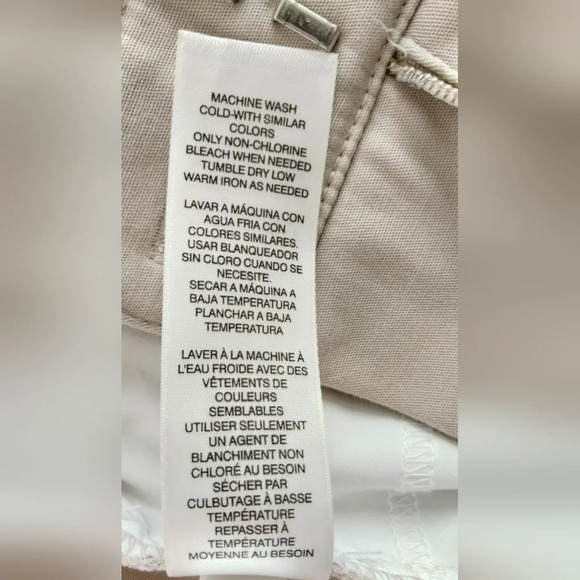 MACHINE WASH
COLD-WITH SIMILAR
COLORS
ONLY NON-CHLORINE
BLEACH WHEN NEEDED
TUMBLE DRY LOW
WARM IRON AS NEEDED
LAVAR A MÁQUINA CON
AGUA FRIA CON
COLORES SIMILARES.
USAR BLANQUEADOR
SIN CLORO CUANDO SE
NECESITE.
SECAR A MÁQUINA A
BAJA TEMPERATURA
PLANCHAR A BAJA
TEMPERATURA
LAVER À LA MACHINE À
L'EAU FROIDE AVEC DES
VÊTEMENTS DE
COULEURS
SEMBLABLES
UTILISER SEULEMENT
UN AGENT DE
BLANCHIMENT NON
CHLORÉ AU BESOIN
SÉCHER PAR
CULBUTAGE À BASSE
TEMPÉRATURE
REPASSER À
TEMPÉRATURE
MOYENNE AU BESOIN